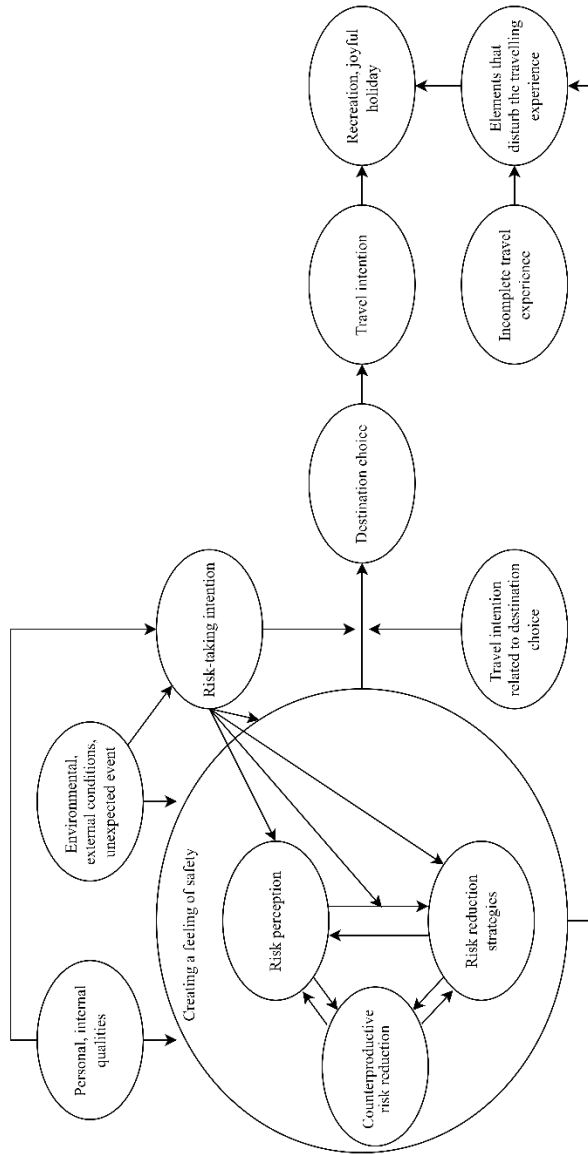 Personal, internal
qualities
Environmental,
external conditions,
unexpected event
Creating a feeling of safety
Risk-taking intention
Risk perception
Counterproductive
risk reduction
Risk reduction
strategies
Destination choice
Travel intention
Recreation, joyful
holiday
Travel intention
related to destination
choice
Incomplete travel
experience
Elements that
disturb the travelling
experience